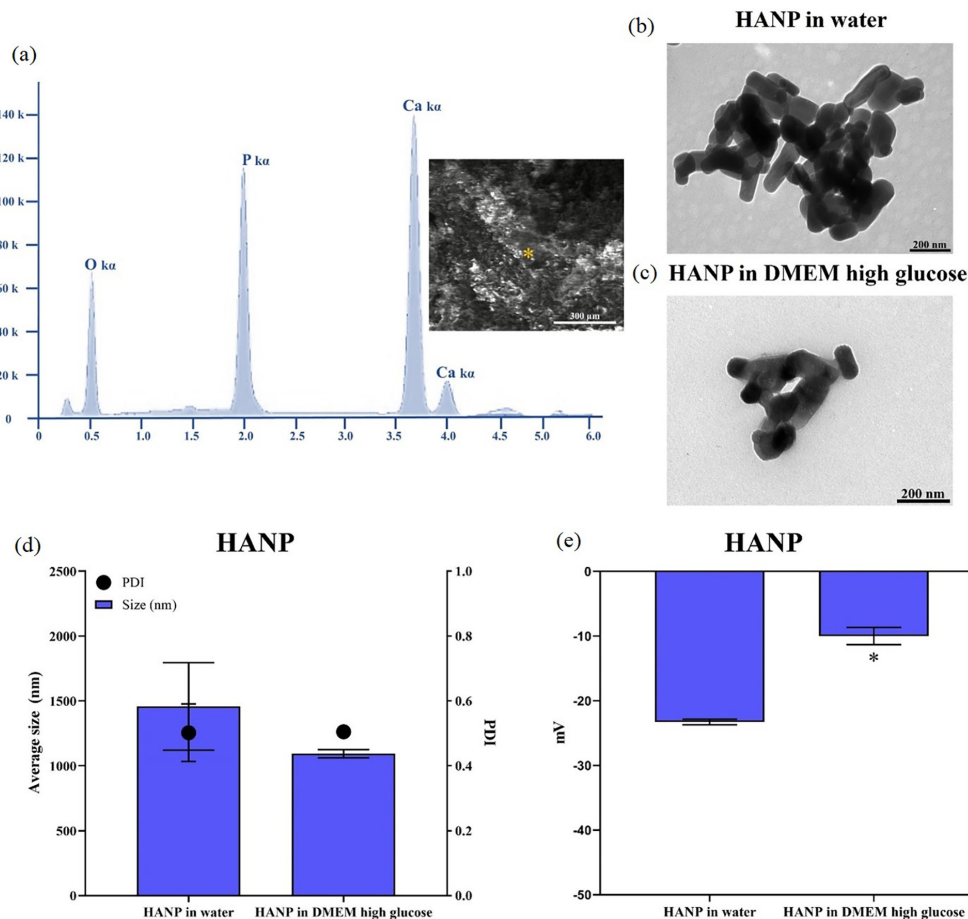 (a)
140 k
120 k
100 k
80 k
60 k
40 k
20 k
0
O kα
P kα
Ca kα
Ca kα
*
300 µm
0 0.5 1.5 2.0 2.5 3.0 3.5 4.0 4.5 5.0 6.0
(b)
HANP in water
200 nm
(c) HANP in DMEM high glucose
200 nm
(d)
HANP
2500
2000
1500
1000
500
0
Average size (nm)
PDI
Size (nm)
1.0
0.8
0.6
0.4
0.2
0.0
PDI
HANP in water HANP in DMEM high glucose
(e)
HANP
0
-10
-20
-30
-40
-50
mV
*
HANP in water HANP in DMEM high glucose